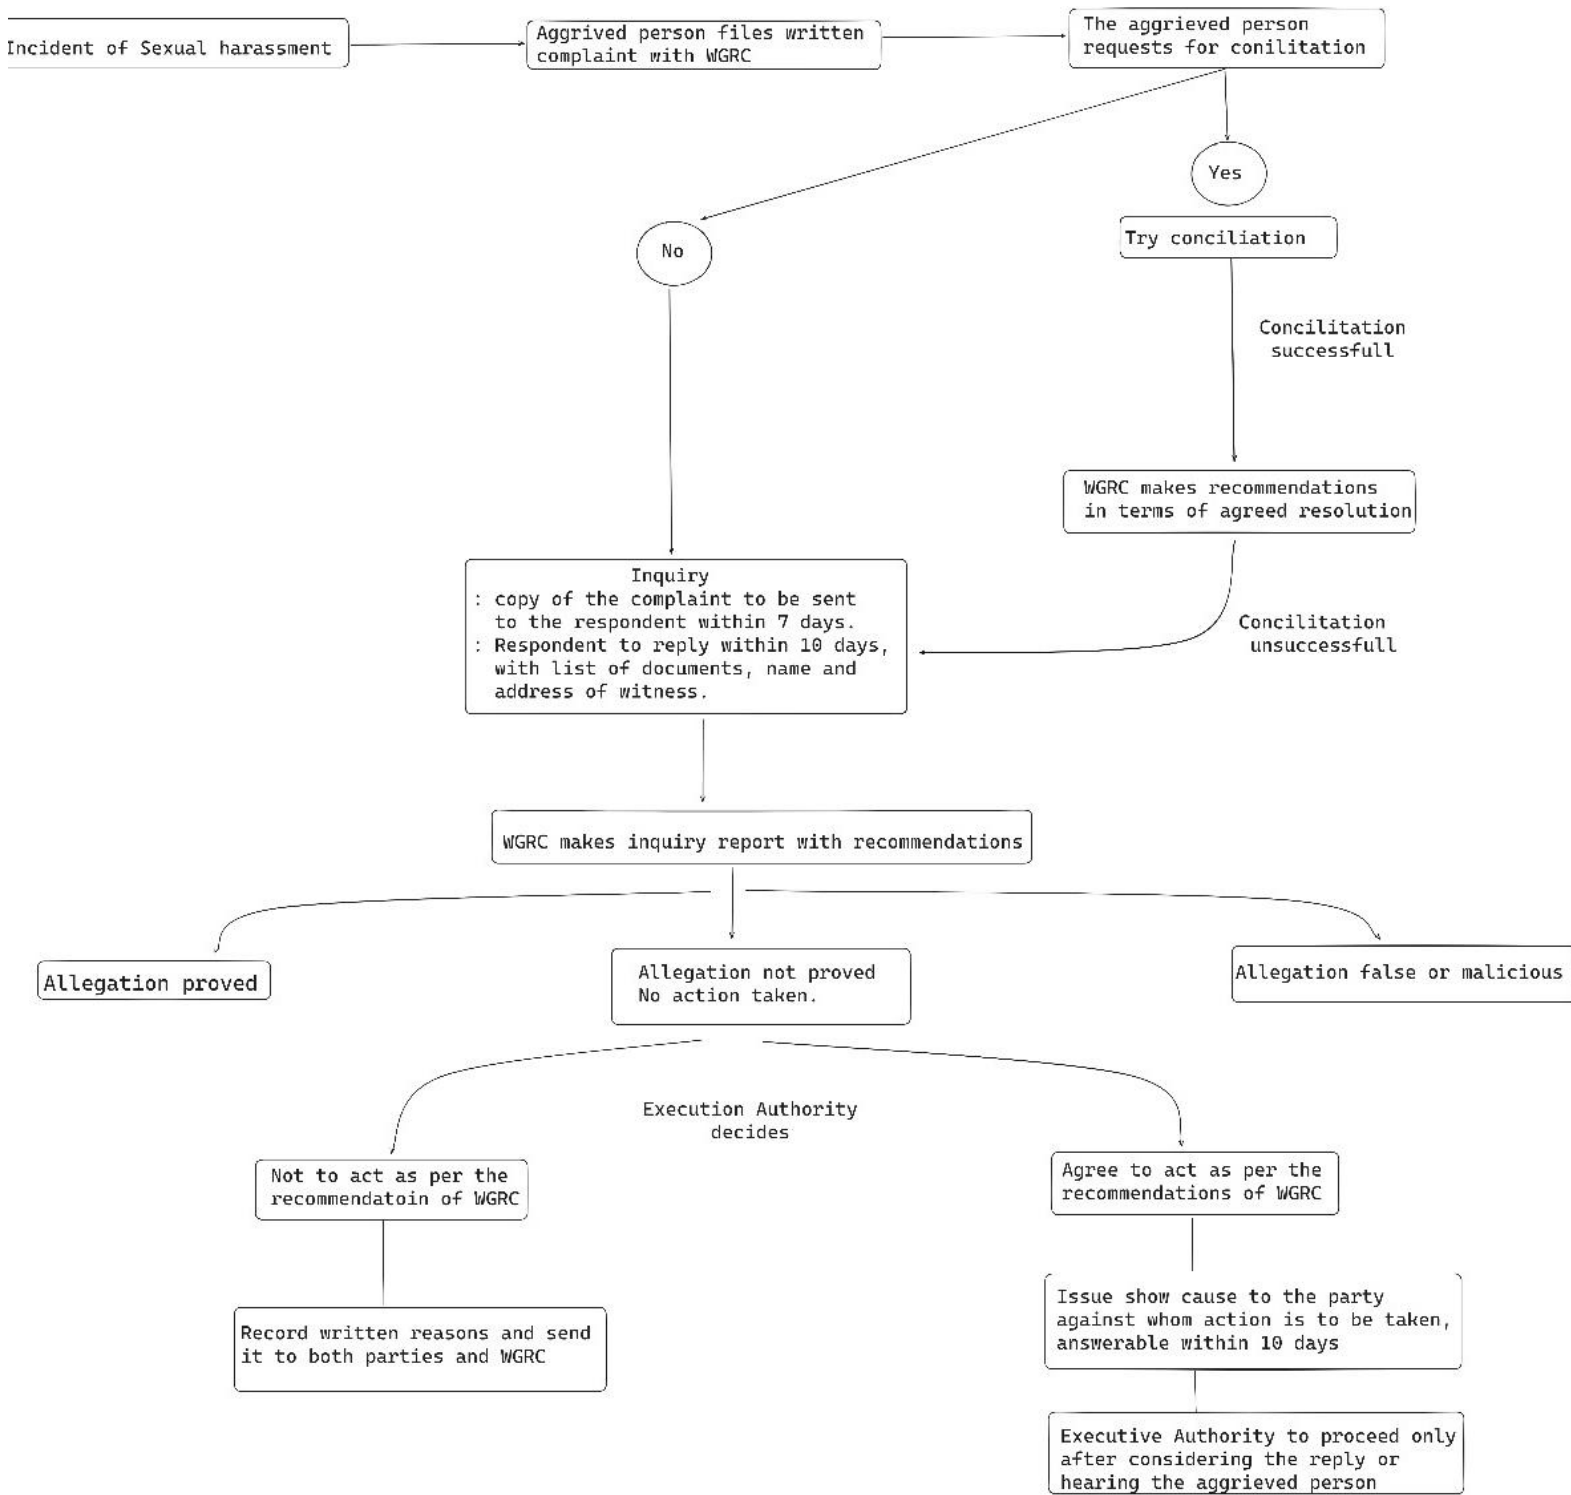 Incident of Sexual harassment
Aggrived person files written
complaint with WGRC
The aggrieved person
requests for conilitation
Yes
No
Try conciliation
Concilitation
successfull
WGRC makes recommendations
in terms of agreed resolution
Inquiry
: copy of the complaint to be sent
to the respondent within 7 days.
: Respondent to reply within 10 days,
with list of documents, name and
address of witness.
Concilitation
unsuccessfull
WGRC makes inquiry report with recommendations
Allegation proved
Allegation not proved
No action taken.
Allegation false or malicious
Execution Authority
decides
Not to act as per the
recommendatoin of WGRC
Agree to act as per the
recommendations of WGRC
Record written reasons and send
it to both parties and WGRC
Issue show cause to the party
against whom action is to be taken,
answerable within 10 days
Executive Authority to proceed only
after considering the reply or
hearing the aggrieved person